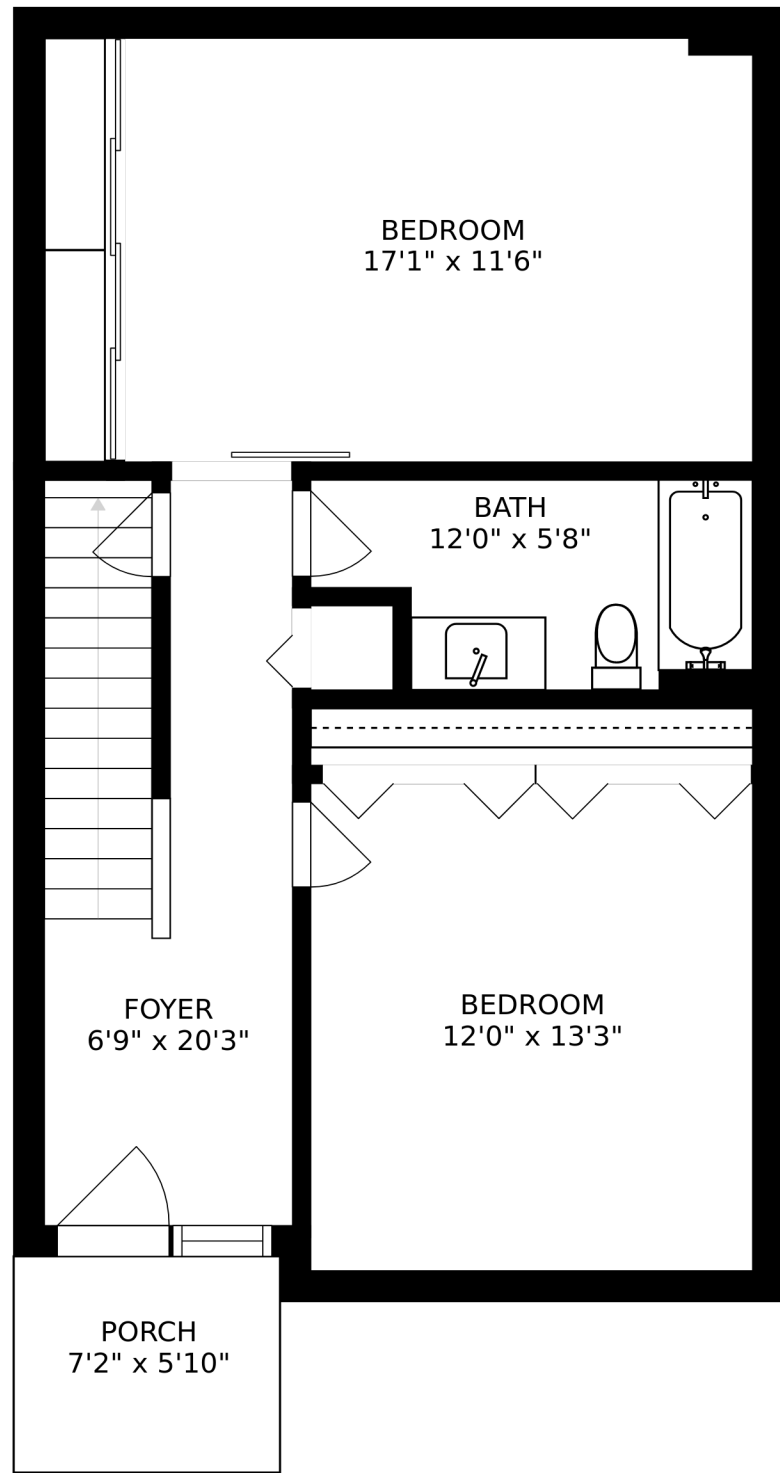 BEDROOM
17'1" x 11'6"
BATH
12'0" x 5'8"
FOYER
6'9" x 20'3"
BEDROOM
12'0" x 13'3"
PORCH
7'2" x 5'10"